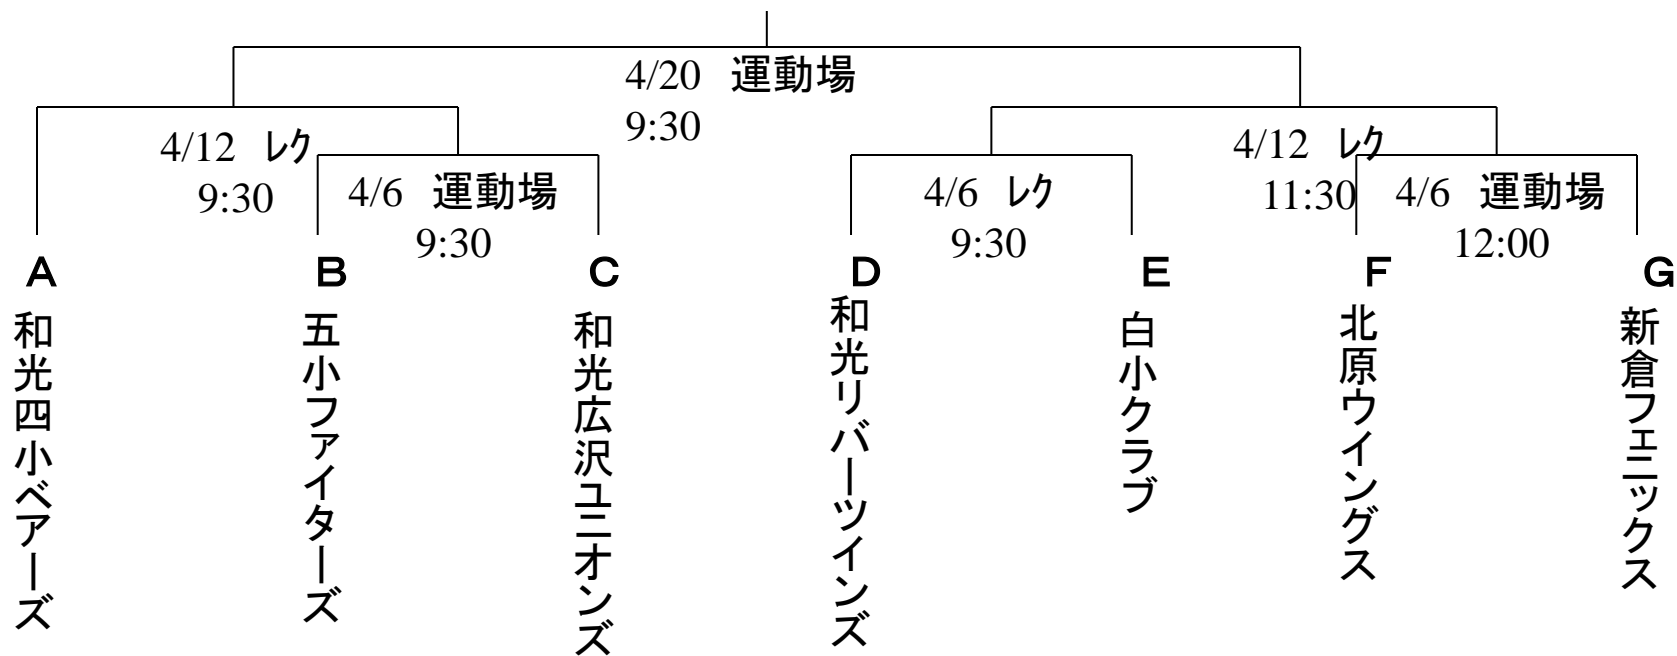 4/20 運動場
9:30
4/12 ﾚｸ
9:30
4/12 ﾚｸ
11:30
4/6 運動場
9:30
4/6 ﾚｸ
9:30
4/6 運動場
12:00
A
B
C
D
E
F
G
和光四小ベアーズ
五小ファイターズ
和光広沢ユニオンズ
和光リバーツインズ
白小クラブ
北原ウイングス
新倉フェニックス